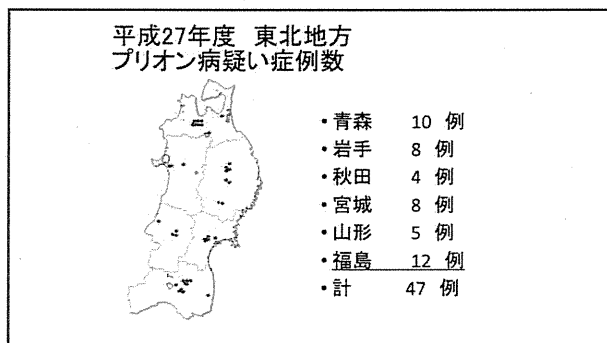 平成27年度 東北地方
プリオン病疑い症例数
・青森 10 例
・岩手 8 例
・秋田 4 例
・宮城 8 例
・山形 5 例
・福島 12 例
・計 47 例